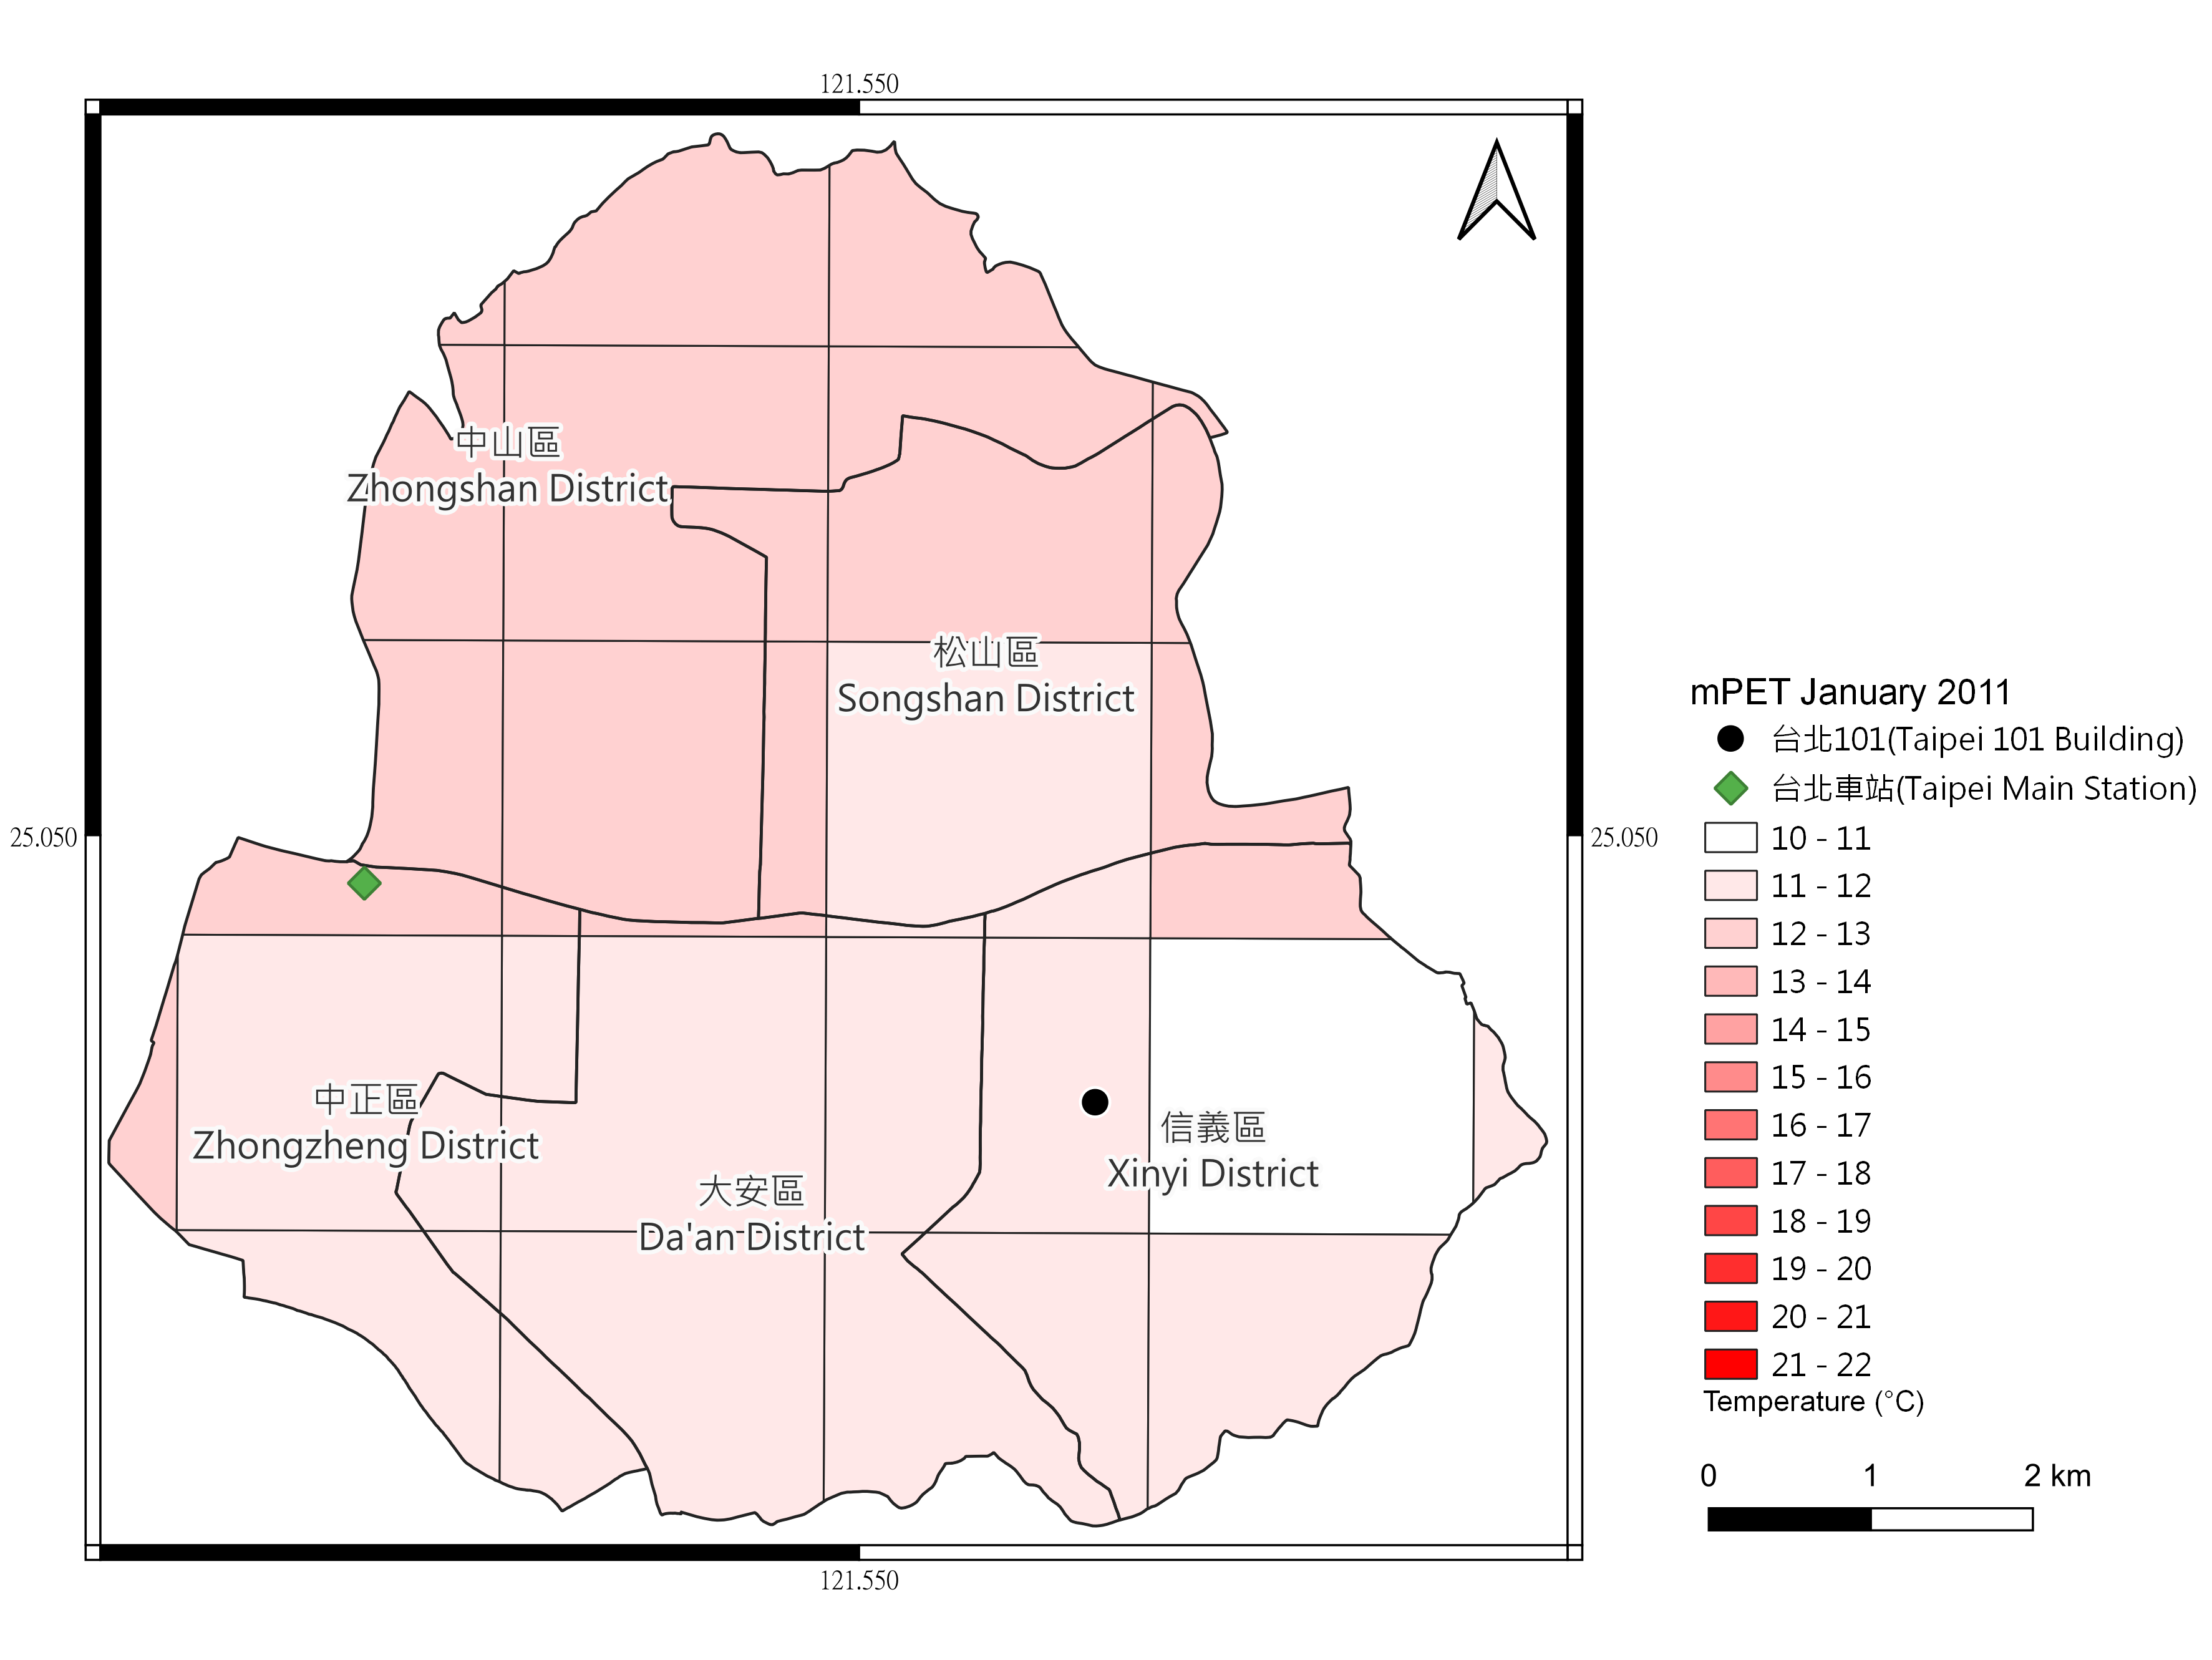 121.550
中山區
Zhongshan District
松山區
Songshan District
25.050
25.050
中正區
Zhongzheng District
信義區
Xinyi District
大安區
Da'an District
121.550
mPET January 2011
台北101(Taipei 101 Building)
台北車站(Taipei Main Station)
10 - 11
11 - 12
12 - 13
13 - 14
14 - 15
15 - 16
16 - 17
17 - 18
18 - 19
19 - 20
20 - 21
21 - 22
Temperature (°C)
0 1 2 km